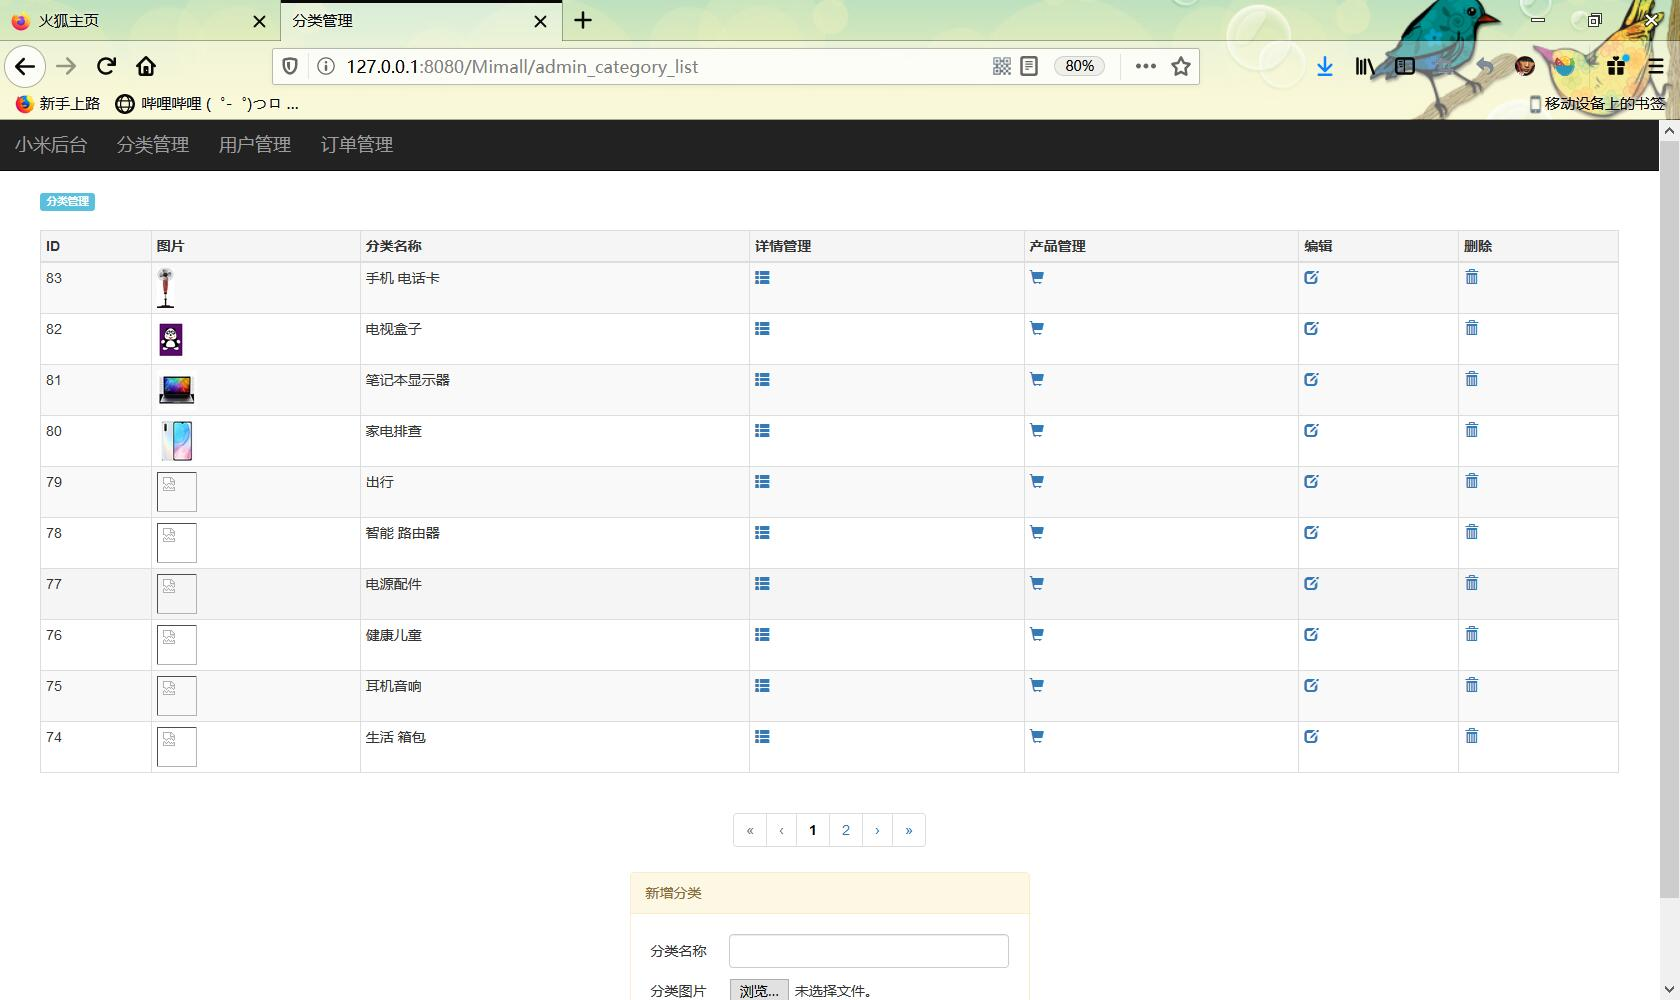 火狐主页
分类管理
127.0.0.1:8080/Mimall/admin_category_list
80%
新手上路
哔哩哔哩 (゜-゜)つロ ...
移动设备上的书签
小米后台 分类管理 用户管理 订单管理
分类管理
ID 图片 分类名称 详情管理 产品管理 编辑 删除
83 手机 电话卡
82 电视盒子
81 笔记本显示器
80 家电排查
79 出行
78 智能 路由器
77 电源配件
76 健康儿童
75 耳机音响
74 生活 箱包
« ‹ 1 2 › »
新增分类
分类名称
分类图片 浏览... 未选择文件。